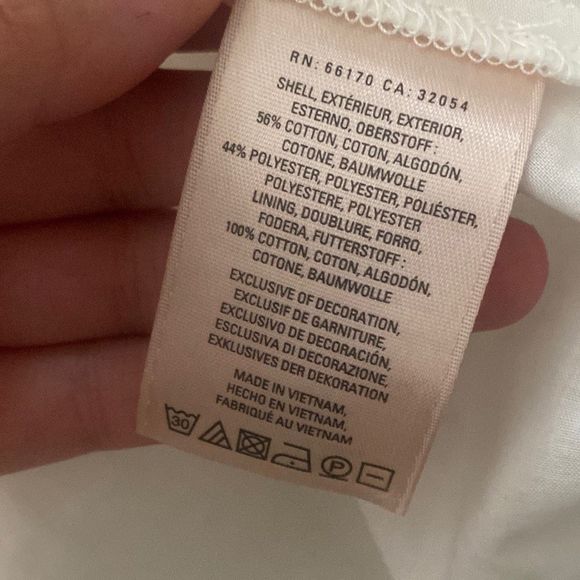 RN: 66170 CA: 32054
SHELL, EXTÉRIEUR, EXTERIOR,
ESTERNO, OBERSTOFF :
56% COTTON, COTON, ALGODÓN,
COTONE, BAUMWOLLE
44% POLYESTER, POLYESTER, POLIÉSTER,
POLYESTERE, POLYESTER
LINING, DOUBLURE, FORRO,
FODERA, FUTTERSTOFF :
100% COTTON, COTON, ALGODÓN,
COTONE, BAUMWOLLE
EXCLUSIVE OF DECORATION,
EXCLUSIF DE GARNITURE,
EXCLUSIVO DE DECORACIÓN,
ESCLUSIVA DI DECORAZIONE,
EXKLUSIVES DER DEKORATION
MADE IN VIETNAM,
HECHO EN VIETNAM,
FABRIQUÉ AU VIETNAM
30 P